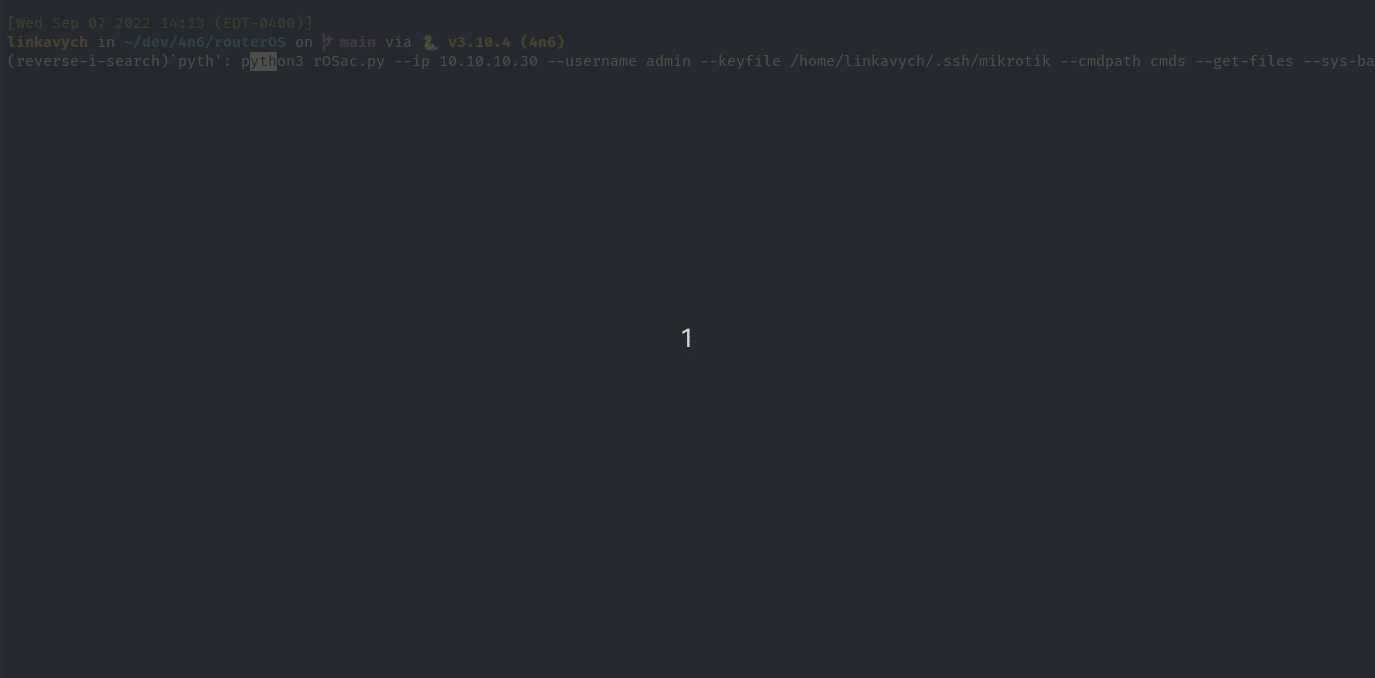 [Wed Sep 07 2022 14:13 (EDT-0400)]
linkavych in ~/dev/4n6/routerOS on main via 🐍 v3.10.4 (4n6)
(reverse-i-search)`pyth': python3 rOSac.py --ip 10.10.10.30 --username admin --keyfile /home/linkavych/.ssh/mikrotik --cmdpath cmds --get-files --sys-ba
1